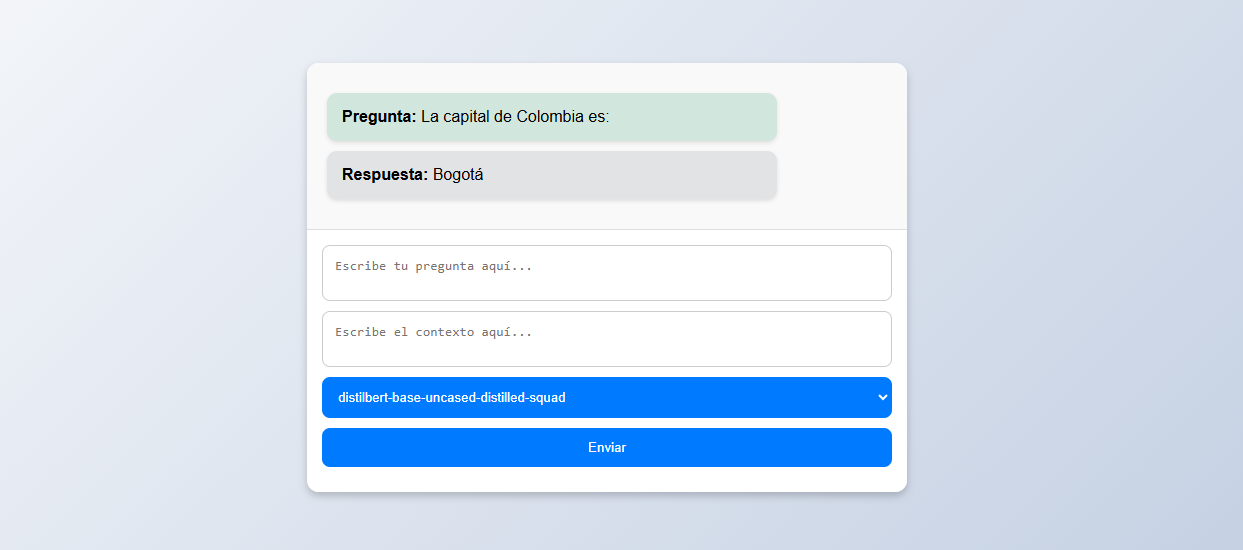 Pregunta: La capital de Colombia es:
Respuesta: Bogotá
Escribe tu pregunta aquí...
Escribe el contexto aquí...
distilbert-base-uncased-distilled-squad
Enviar